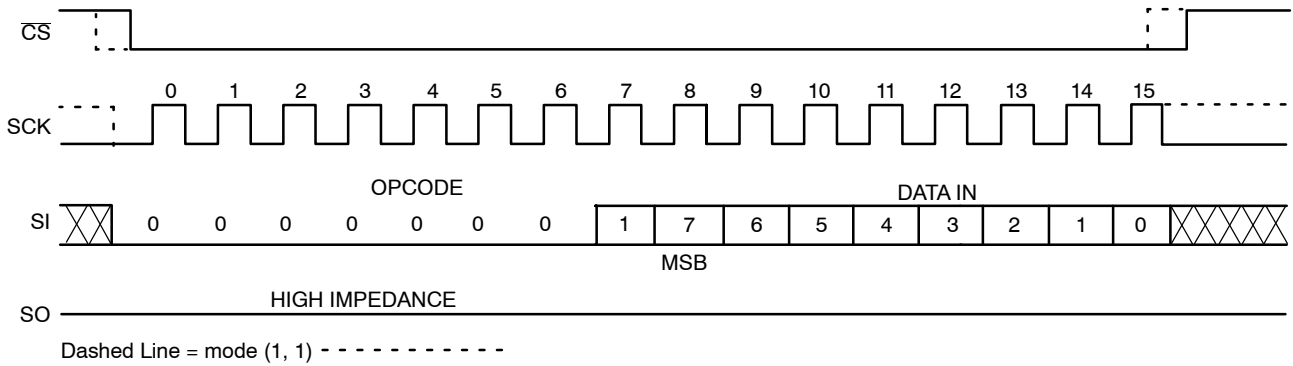 CS
0 1 2 3 4 5 6 7 8 9 10 11 12 13 14 15
SCK
OPCODE DATA IN
SI 0 0 0 0 0 0 0 1 7 6 5 4 3 2 1 0
MSB
HIGH IMPEDANCE
SO
Dashed Line = mode (1, 1)